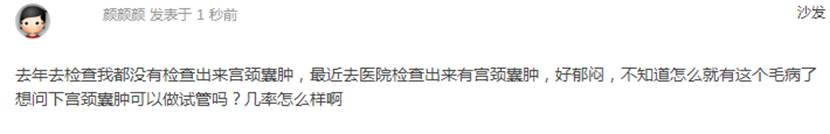 颜颜颜 发表于 1 秒前
沙发
去年去检查我都没有检查出来宫颈囊肿，最近去医院检查出来有宫颈囊肿，好郁闷，不知道怎么就有这个毛病了
想问下宫颈囊肿可以做试管吗？几率怎么样啊